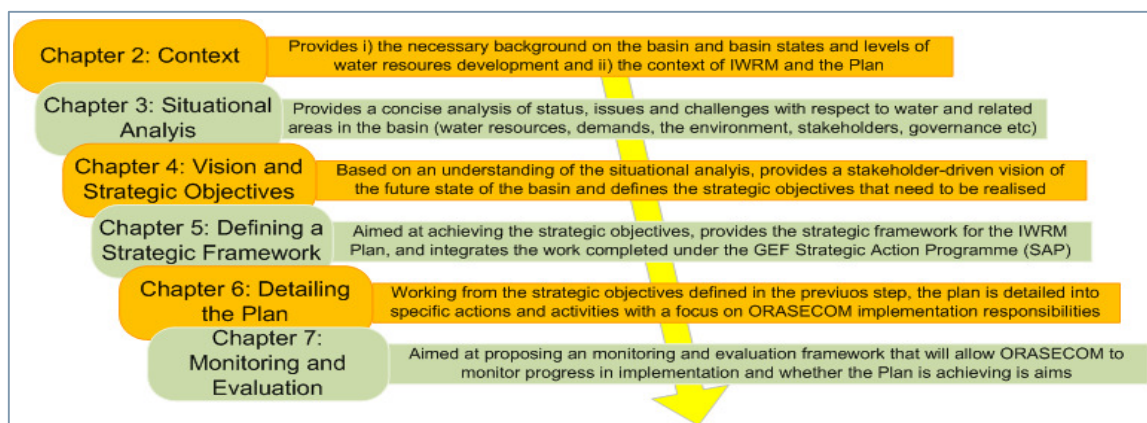 Chapter 2: Context
Provides i) the necessary background on the basin and basin states and levels of
water resoures development and ii) the context of IWRM and the Plan
Chapter 3: Situational
Analyis
Provides a concise analysis of status, issues and challenges with respect to water and related
areas in the basin (water resources, demands, the environment, stakeholders, governance etc)
Chapter 4: Vision and
Strategic Objectives
Based on an understanding of the situational analysis, provides a stakeholder-driven vision of
the future state of the basin and defines the strategic objectives that need to be realised
Chapter 5: Defining a
Strategic Framework
Aimed at achieving the strategic objectives, provides the strategic framework for the IWRM
Plan, and integrates the work completed under the GEF Strategic Action Programme (SAP)
Chapter 6: Detailing
the Plan
Working from the strategic objectives defined in the previuos step, the plan is detailed into
specific actions and activities with a focus on ORASECOM implementation responsibilities
Chapter 7:
Monitoring and
Evaluation
Aimed at proposing an monitoring and evaluation framework that will allow ORASECOM to
monitor progress in implementation and whether the Plan is achieving is aims